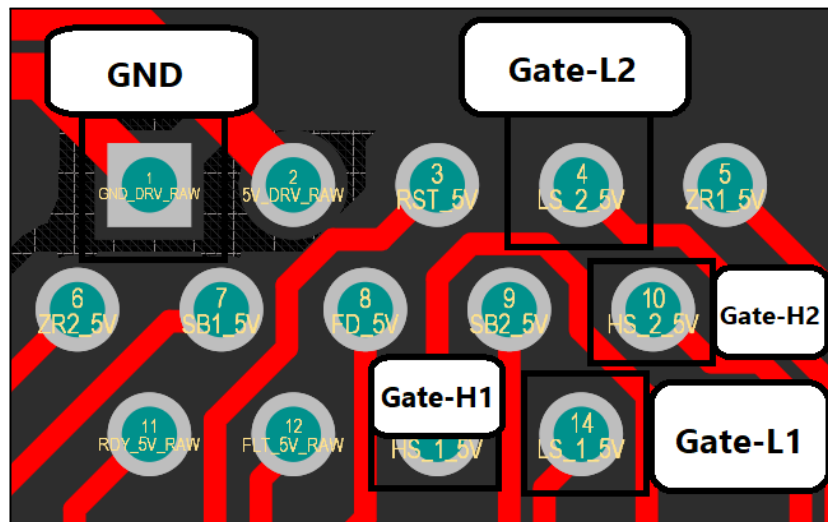 GND
Gate-L2
1
GND_DRV_RAW
2
5V_DRV_RAW
3
RST_5V
4
LS_2_5V
5
ZR1_5V
6
ZR2_5V
7
SB1_5V
8
FD_5V
9
SB2_5V
10
HS_2_5V
Gate-H2
Gate-H1
11
RDY_5V_RAW
12
FLT_5V_RAW
HS_1_5V
14
LS_1_5V
Gate-L1